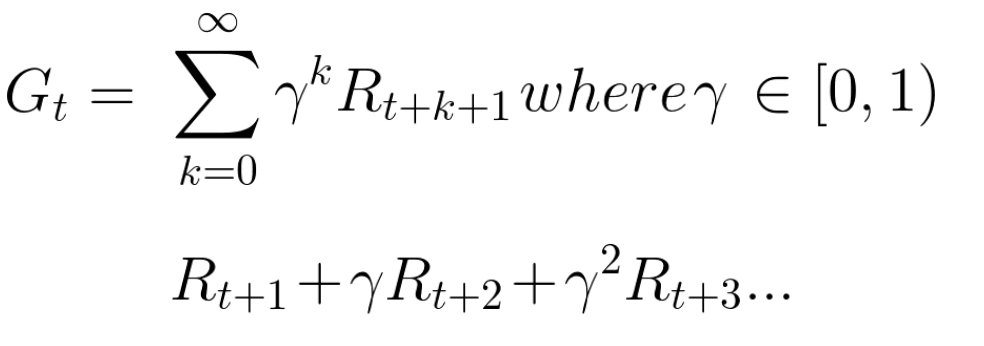 G_t = \sum_{k=0}^{\infty} \gamma^k R_{t+k+1} where \gamma \in [0, 1)
R_{t+1} + \gamma R_{t+2} + \gamma^2 R_{t+3}...